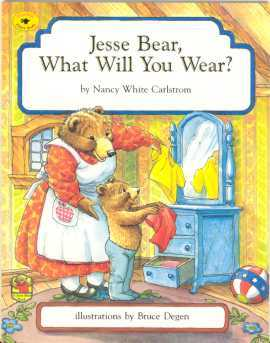 Jesse Bear,
What Will You Wear?
by Nancy White Carlstrom
illustrations by Bruce Degen